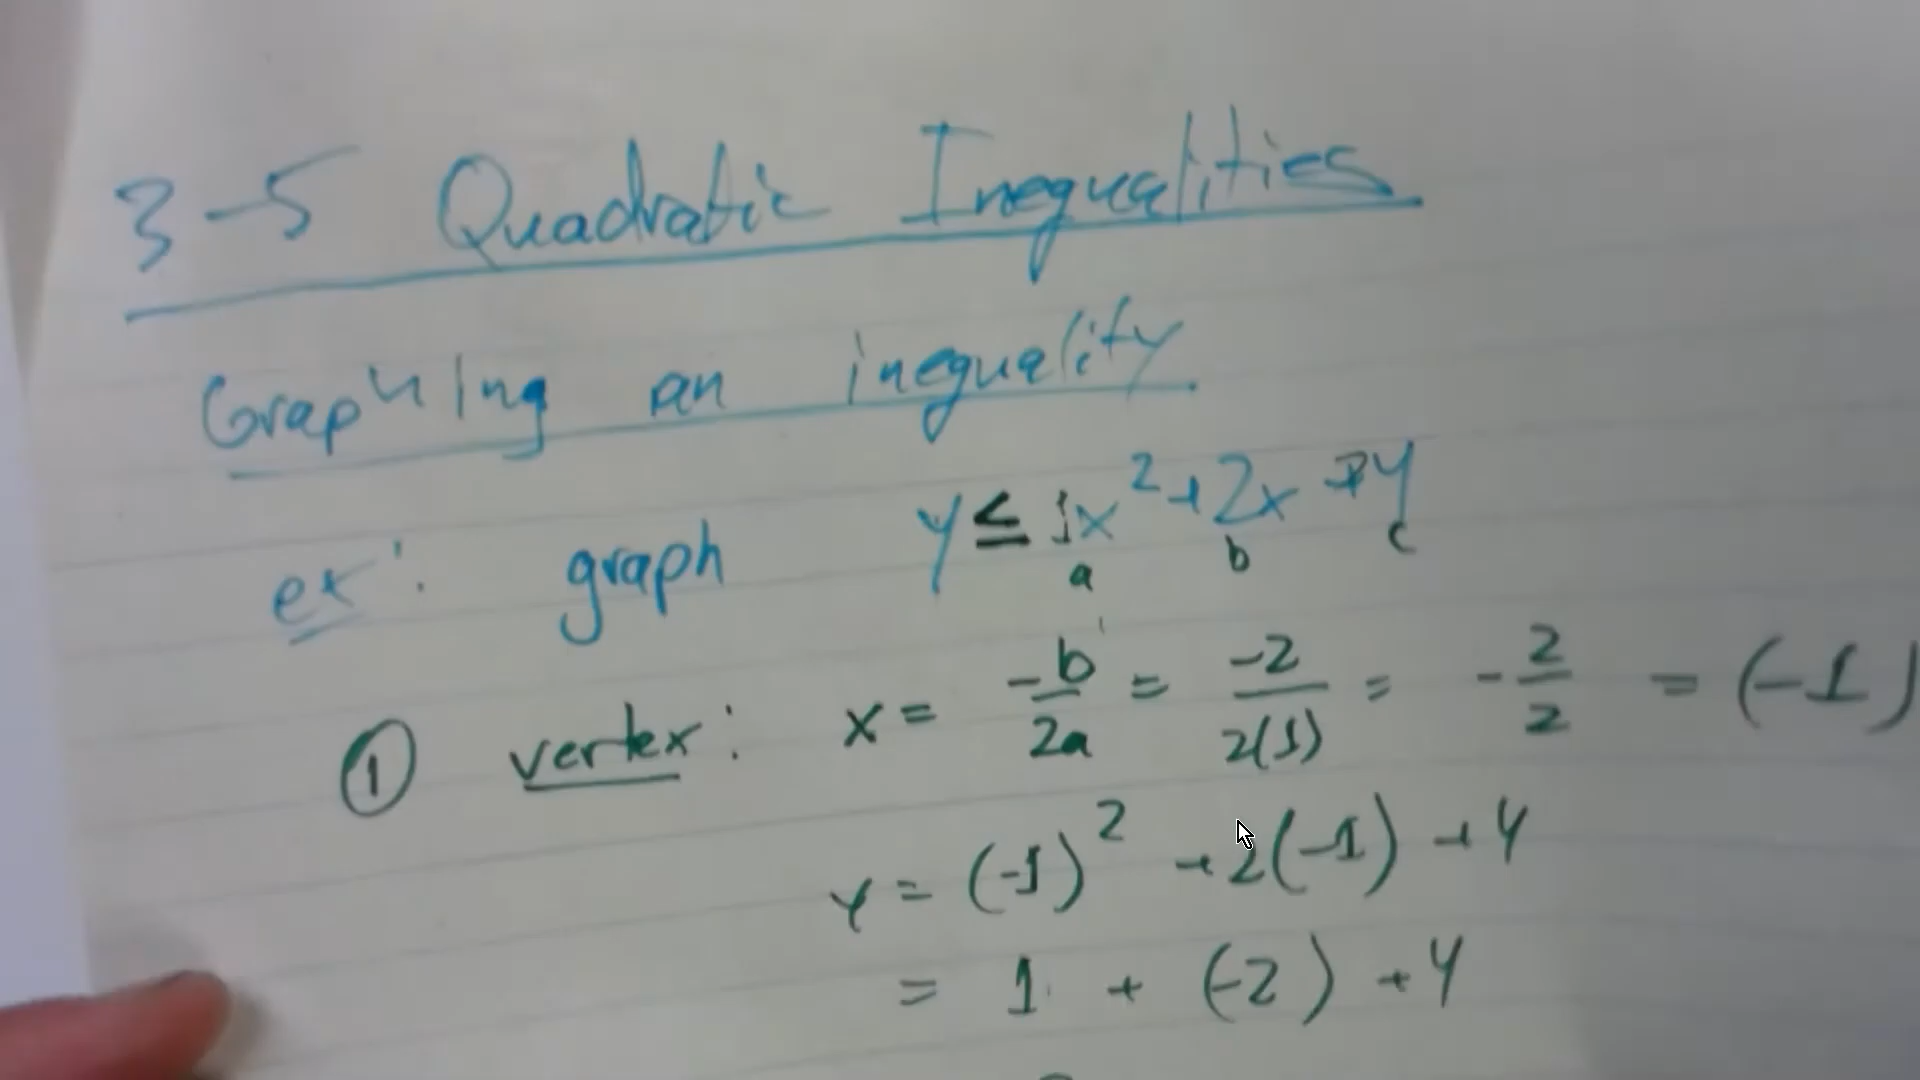 3-5 Quadratic Inequalities
Graphing an inequality
ex: graph y ≤ 1x² + 2x + 4
a b c
① vertex: x = -b/2a = -2/2(1) = -2/2 = (-1)
y = (-1)² + 2(-1) + 4
= 1 + (-2) + 4